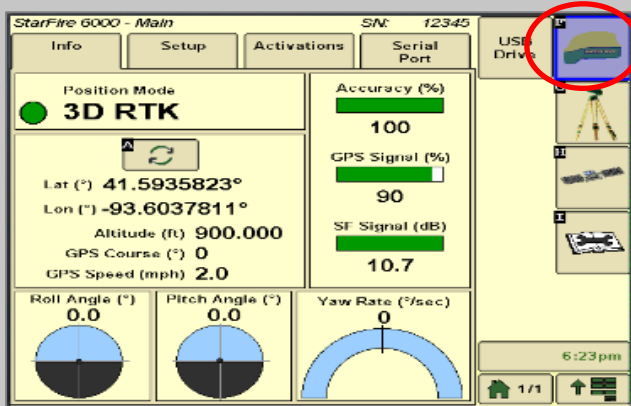 StarFire 6000 - Main
SN: 12345
Info
Setup
Activations
Serial
Port
USB
Drive
F
Position Mode
3D RTK
Accuracy (%)
100
A
Lat (°) 41.5935823°
Lon (°) -93.6037811°
Altitude (ft) 900.000
GPS Course (°) 0
GPS Speed (mph) 2.0
GPS Signal (%)
90
SF Signal (dB)
10.7
G
H
I
Roll Angle (°)
0.0
Pitch Angle (°)
0.0
Yaw Rate (°/sec)
0
6:23pm
1/1